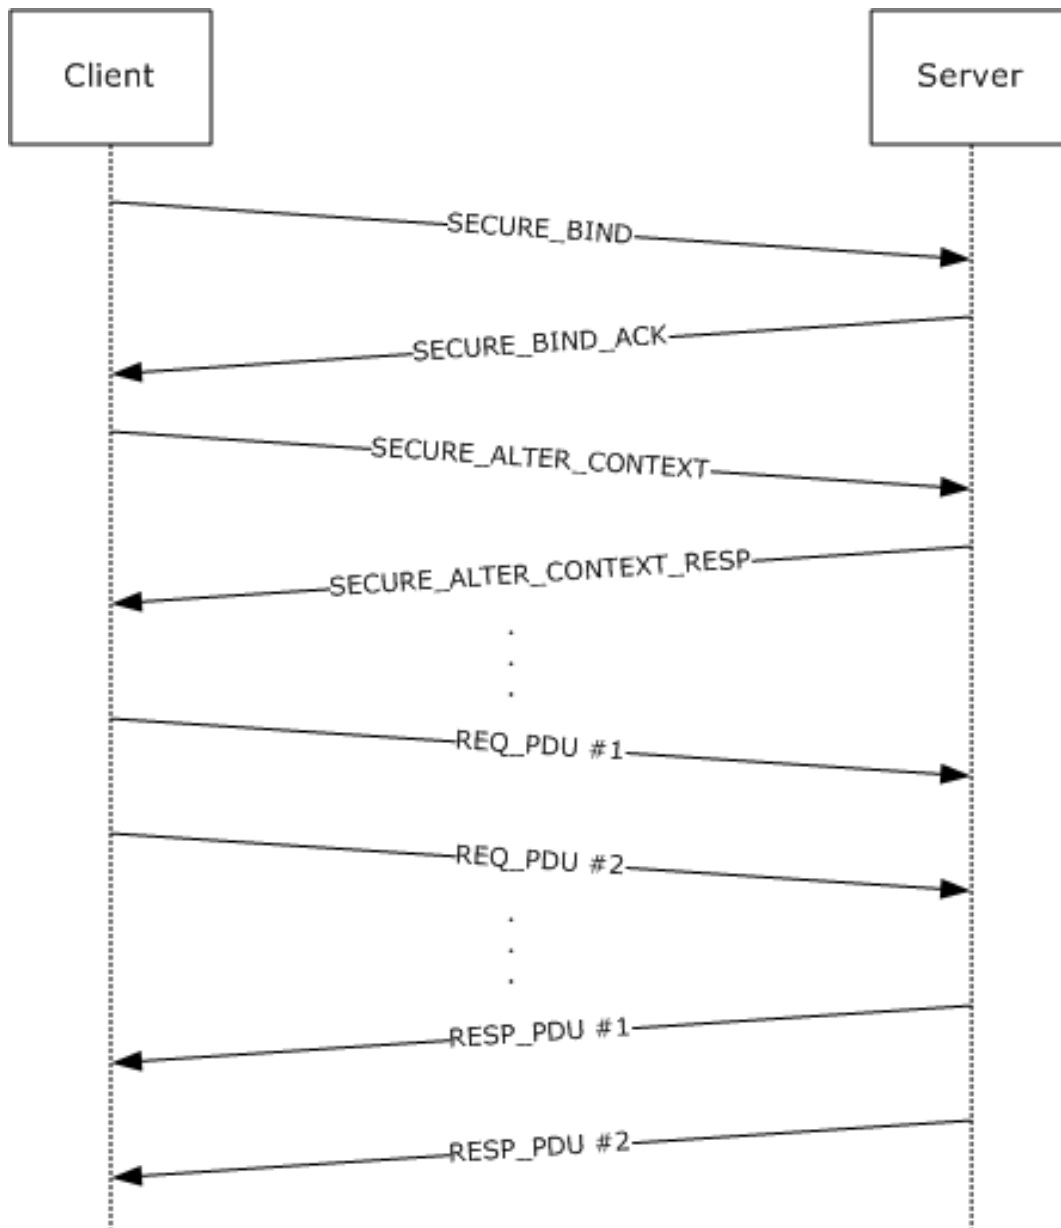 Client
Server
SECURE_BIND
SECURE_BIND_ACK
SECURE_ALTER_CONTEXT
SECURE_ALTER_CONTEXT_RESP
.
.
.
REQ_PDU #1
REQ_PDU #2
.
.
.
RESP_PDU #1
RESP_PDU #2